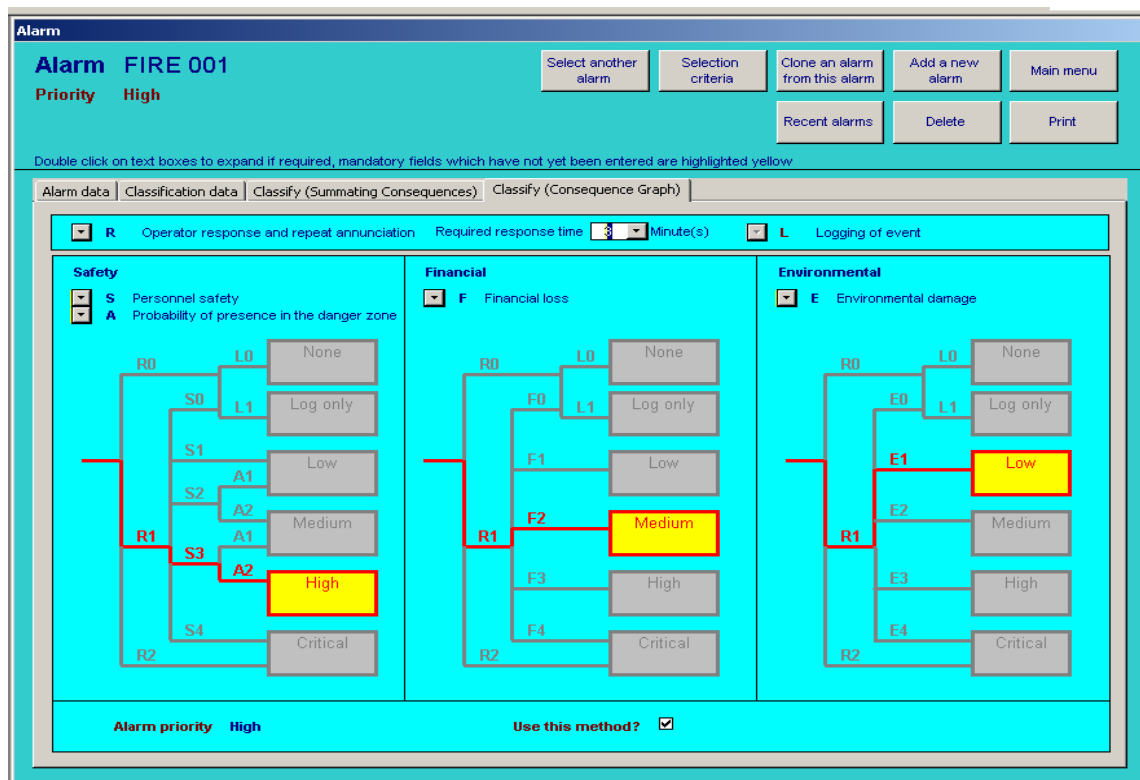 Alarm
Alarm FIRE 001
Priority High
Select another alarm
Selection criteria
Clone an alarm from this alarm
Add a new alarm
Main menu
Recent alarms
Delete
Print
Double click on text boxes to expand if required, mandatory fields which have not yet been entered are highlighted yellow
Alarm data
Classification data
Classify (Summating Consequences)
Classify (Consequence Graph)
R Operator response and repeat annunciation Required response time 3 Minute(s) L Logging of event
Safety
S Personnel safety
A Probability of presence in the danger zone
R0
L0
None
S0
L1
Log only
S1
Low
A1
S2
A2
Medium
R1
A1
S3
A2
High
S4
Critical
R2
Financial
F Financial loss
R0
L0
None
F0
L1
Log only
F1
Low
F2
Medium
R1
F3
High
F4
Critical
R2
Environmental
E Environmental damage
R0
L0
None
E0
L1
Log only
E1
Low
E2
Medium
R1
E3
High
E4
Critical
R2
Alarm priority High
Use this method?